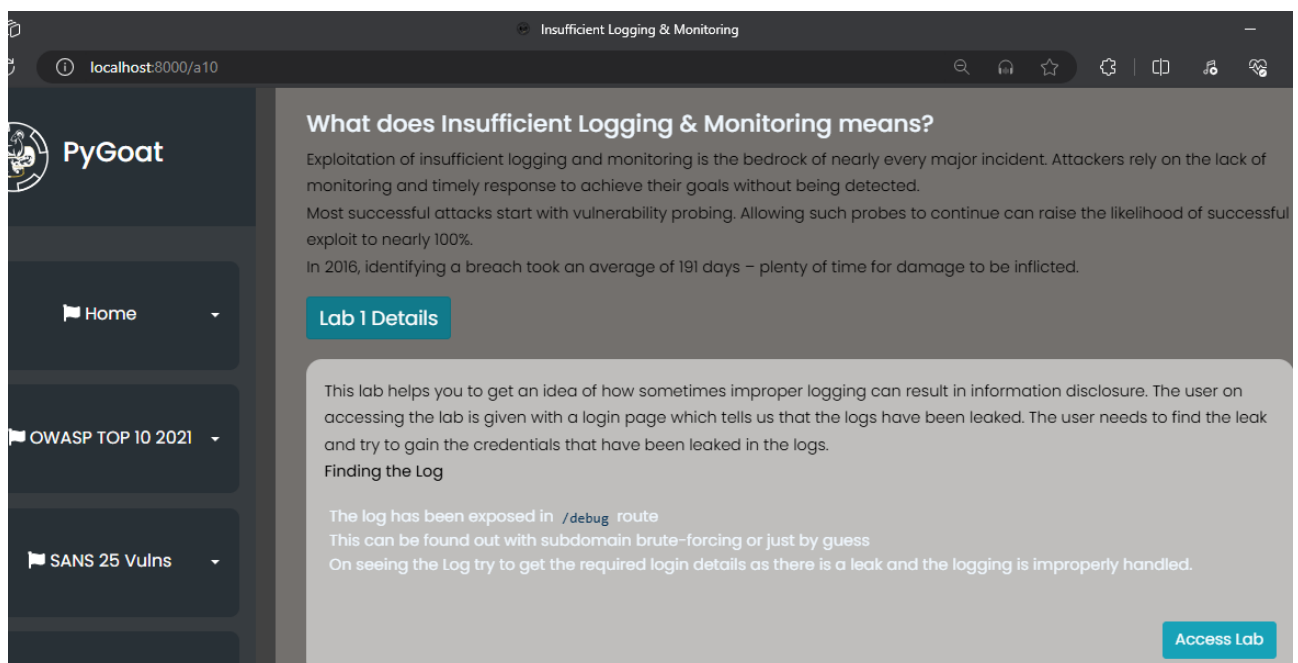 Insufficient Logging & Monitoring
localhost:8000/a10
PyGoat
Home
OWASP TOP 10 2021
SANS 25 Vulns
What does Insufficient Logging & Monitoring means?
Exploitation of insufficient logging and monitoring is the bedrock of nearly every major incident. Attackers rely on the lack of
monitoring and timely response to achieve their goals without being detected.
Most successful attacks start with vulnerability probing. Allowing such probes to continue can raise the likelihood of successful
exploit to nearly 100%.
In 2016, identifying a breach took an average of 191 days – plenty of time for damage to be inflicted.
Lab 1 Details
This lab helps you to get an idea of how sometimes improper logging can result in information disclosure. The user on
accessing the lab is given with a login page which tells us that the logs have been leaked. The user needs to find the leak
and try to gain the credentials that have been leaked in the logs.
Finding the Log
The log has been exposed in /debug route
This can be found out with subdomain brute-forcing or just by guess
On seeing the Log try to get the required login details as there is a leak and the logging is improperly handled.
Access Lab